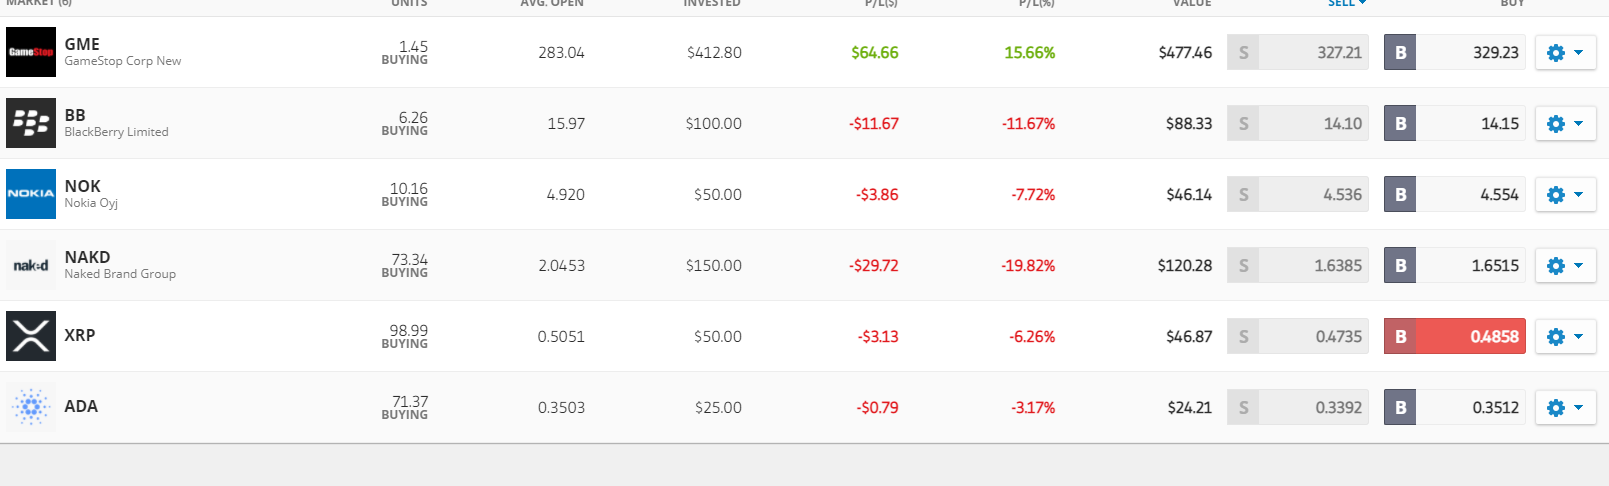 MARKET (6) UNITS AVG. OPEN INVESTED P/L($) P/L(%) VALUE SELL BUY
GameStop GME 1.45 283.04 $412.80 $64.66 15.66% $477.46 S 327.21 B 329.23
GameStop Corp New BUYING
BB 6.26 15.97 $100.00 -$11.67 -11.67% $88.33 S 14.10 B 14.15
BlackBerry Limited BUYING
NOKIA NOK 10.16 4.920 $50.00 -$3.86 -7.72% $46.14 S 4.536 B 4.554
Nokia Oyj BUYING
naked NAKD 73.34 2.0453 $150.00 -$29.72 -19.82% $120.28 S 1.6385 B 1.6515
Naked Brand Group BUYING
XRP 98.99 0.5051 $50.00 -$3.13 -6.26% $46.87 S 0.4735 B 0.4858
BUYING
ADA 71.37 0.3503 $25.00 -$0.79 -3.17% $24.21 S 0.3392 B 0.3512
BUYING